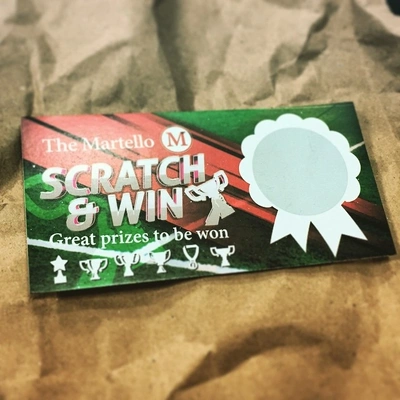 The Martello M
SCRATCH
& WIN
Great prizes to be won